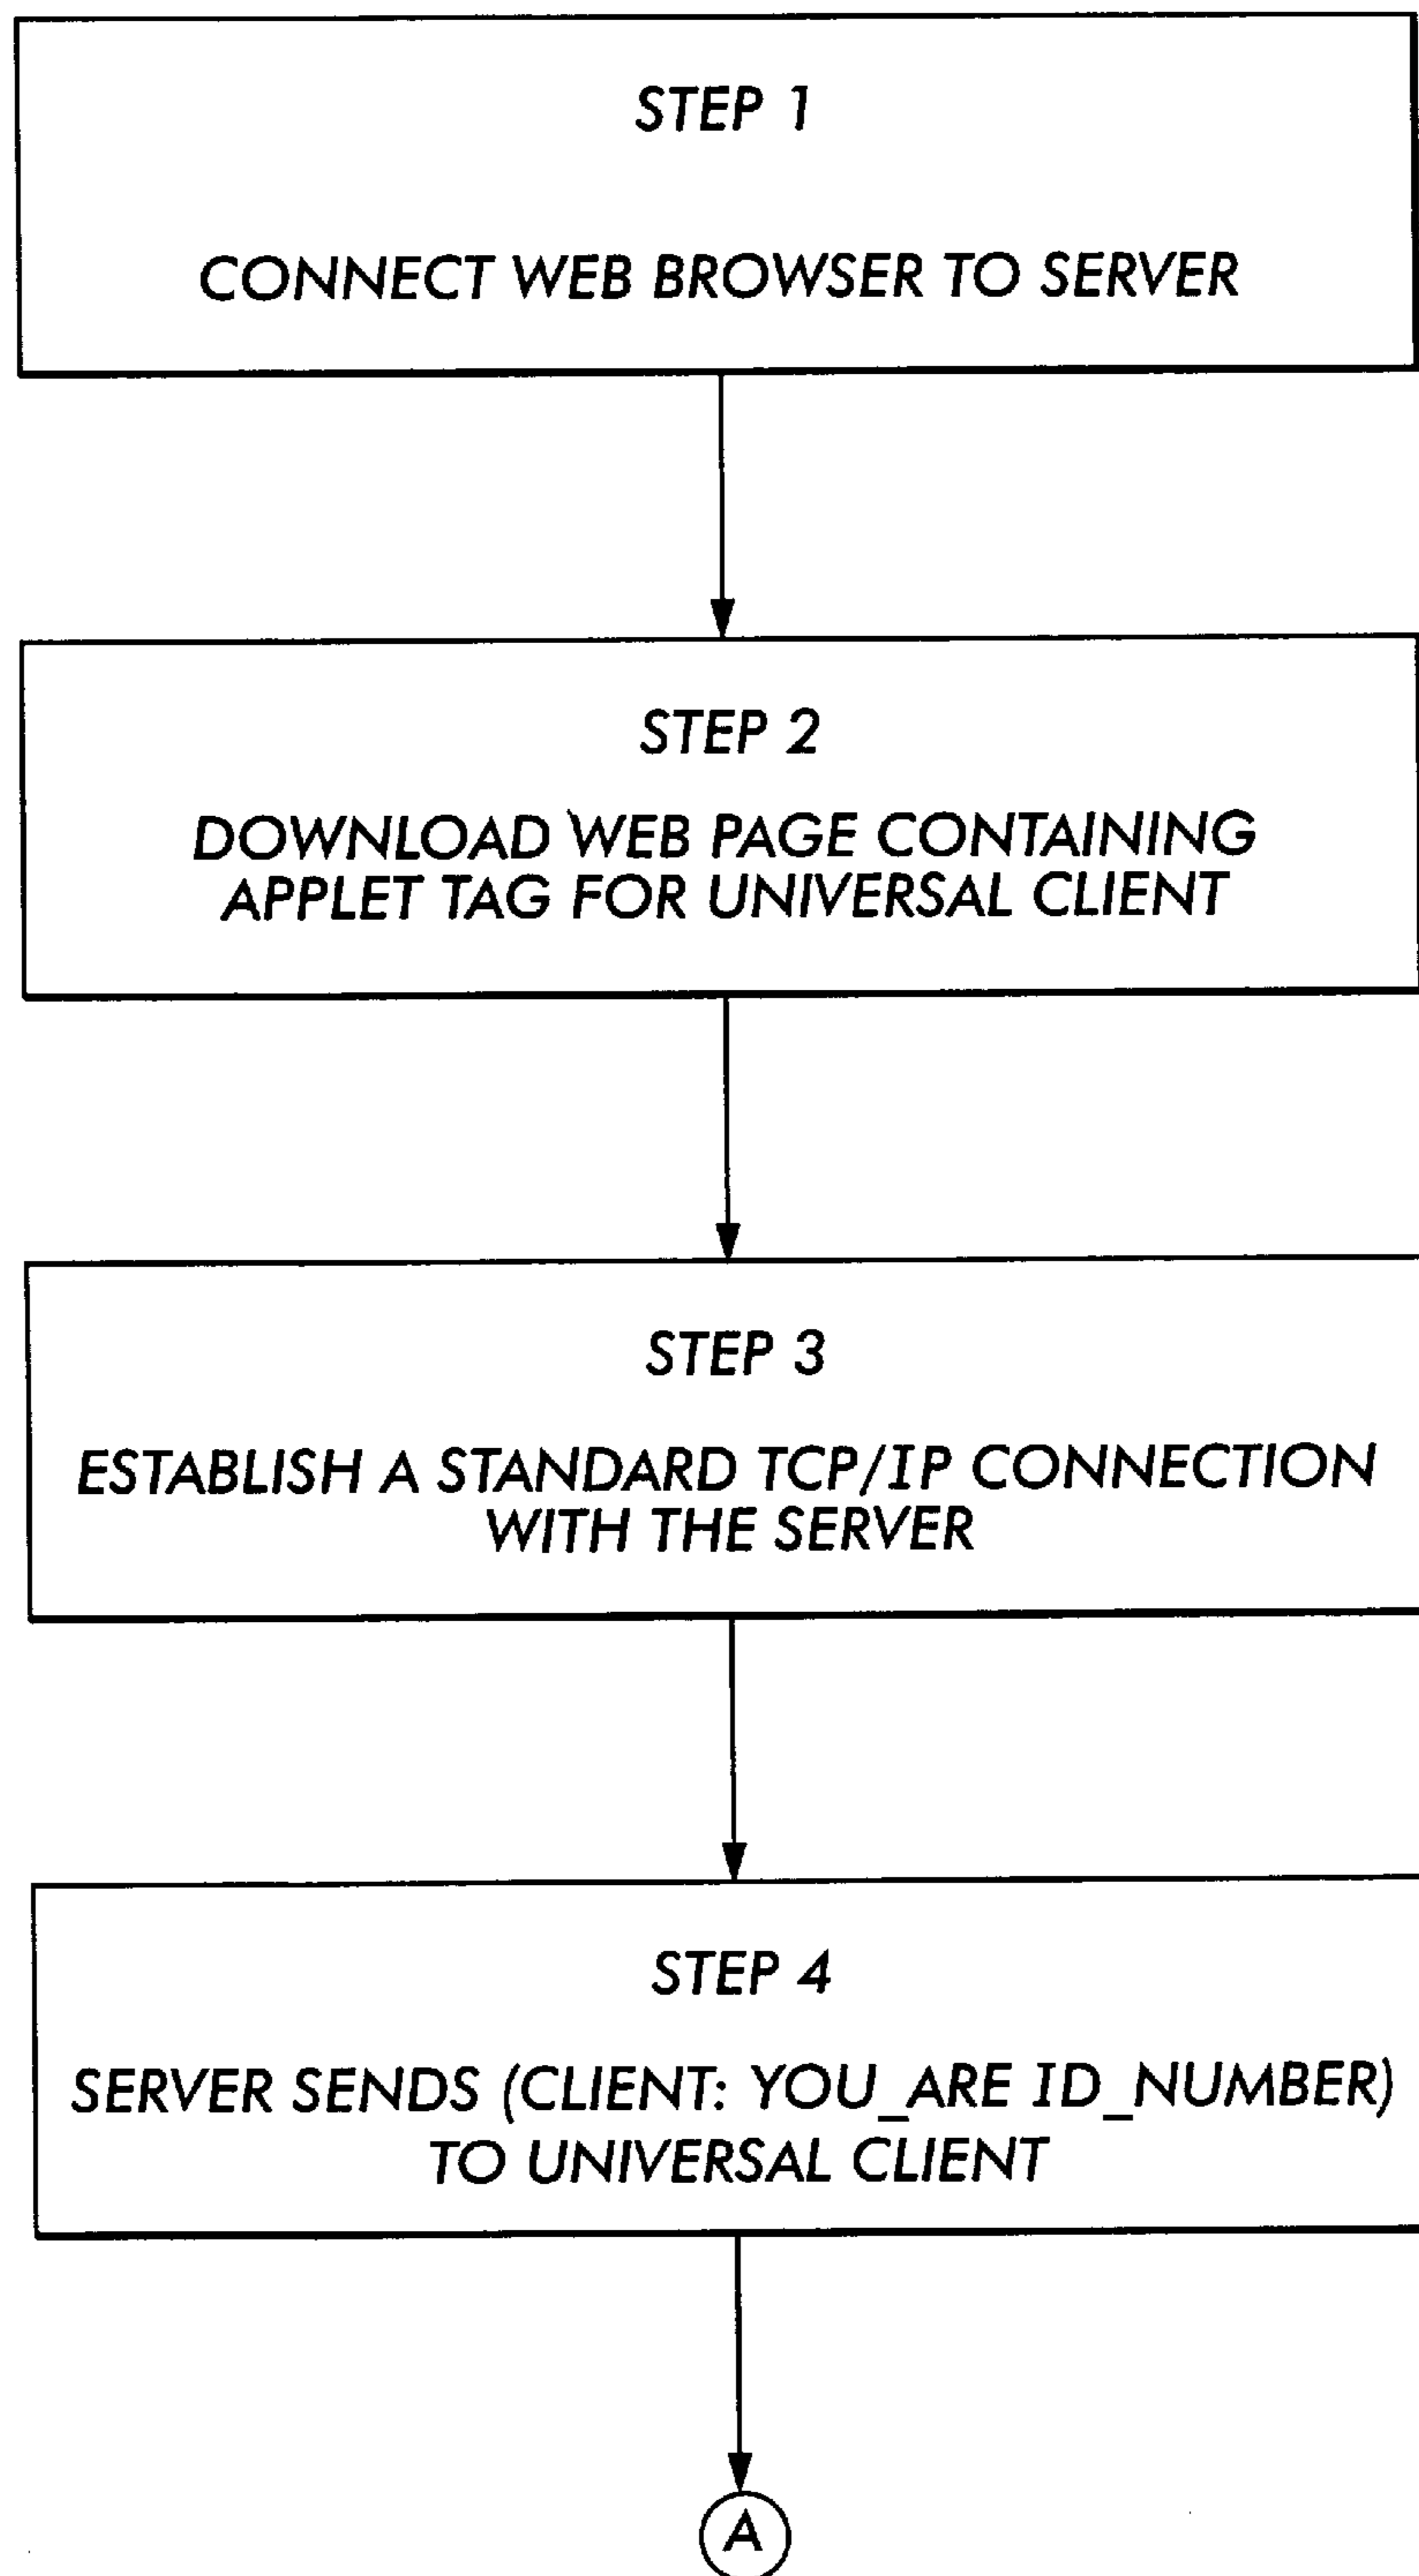 STEP 1
CONNECT WEB BROWSER TO SERVER
STEP 2
DOWNLOAD WEB PAGE CONTAINING
APPLET TAG FOR UNIVERSAL CLIENT
STEP 3
ESTABLISH A STANDARD TCP/IP CONNECTION
WITH THE SERVER
STEP 4
SERVER SENDS (CLIENT: YOU_ARE ID_NUMBER)
TO UNIVERSAL CLIENT
A